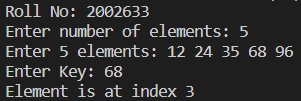 Roll No: 2002633
Enter number of elements: 5
Enter 5 elements: 12 24 35 68 96
Enter Key: 68
Element is at index 3